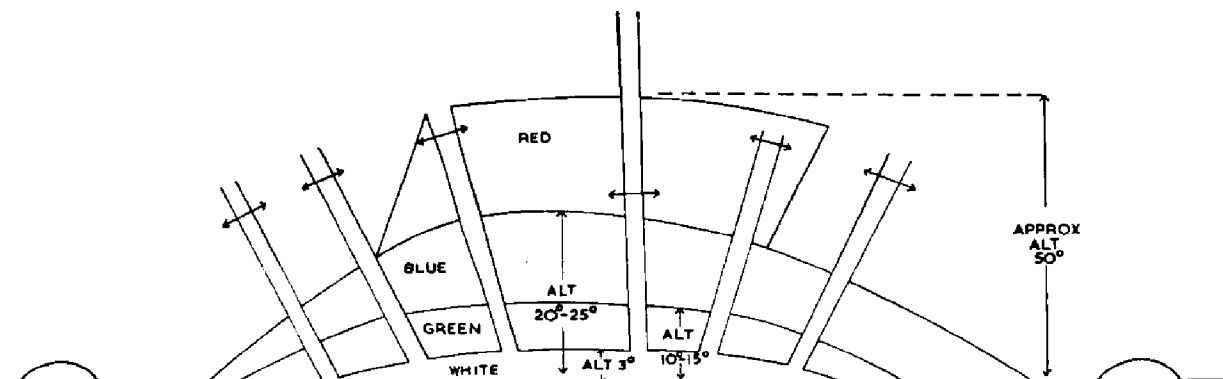 RED
APPROX
ALT
50°
BLUE
ALT
20°-25°
GREEN
ALT
10°-15°
ALT 3°
WHITE